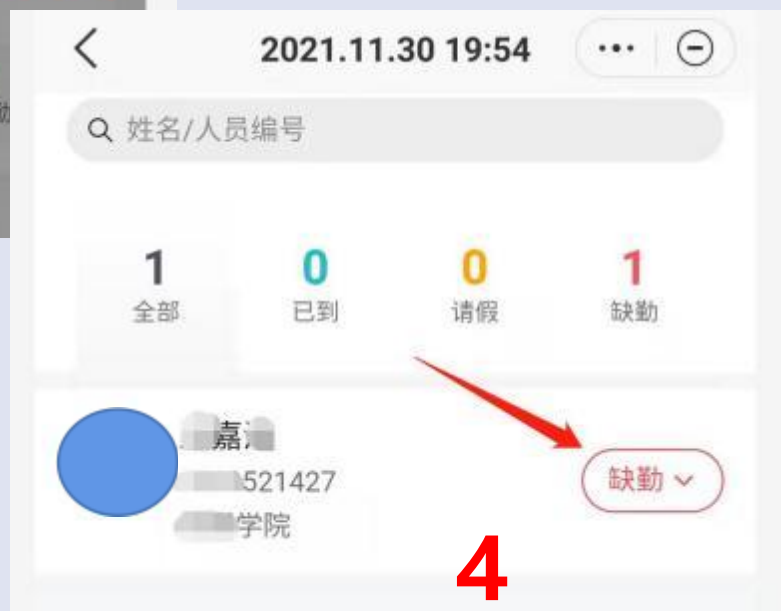 2021.11.30 19:54
姓名/人员编号
1 0 0 1
全部 已到 请假 缺勤
嘉
521427
缺勤
学院
4